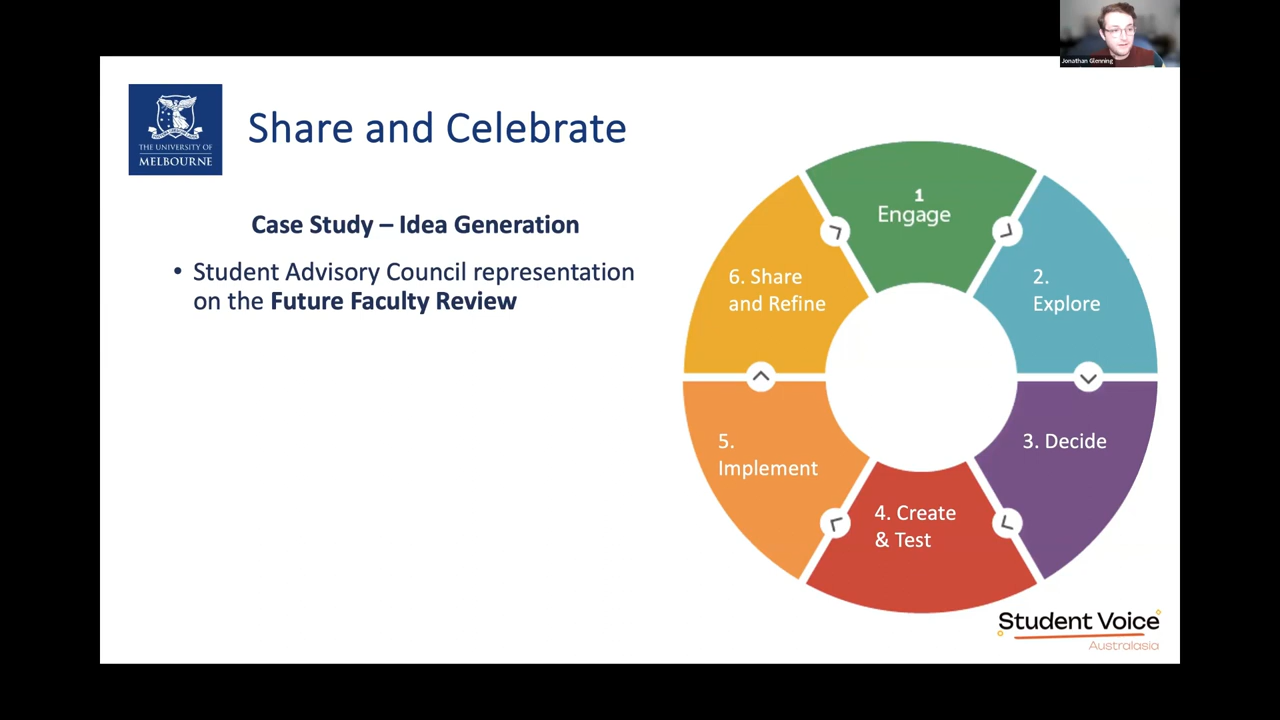 Jonathan Glenning
THE UNIVERSITY OF
MELBOURNE
Share and Celebrate
Case Study – Idea Generation
• Student Advisory Council representation
on the Future Faculty Review
1
Engage
2.
Explore
3. Decide
4. Create
& Test
5.
Implement
6. Share
and Refine
Student Voice
Australasia